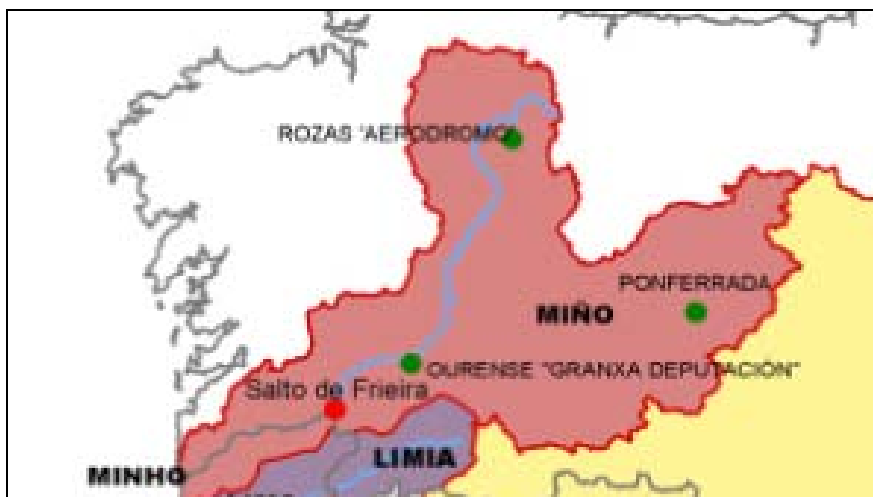 ROZAS "AERODROMO"
PONFERRADA
MIÑO
OURENSE "GRANXA DEPUTACIÓN"
Salto de Frieira
LIMIA
MINHO